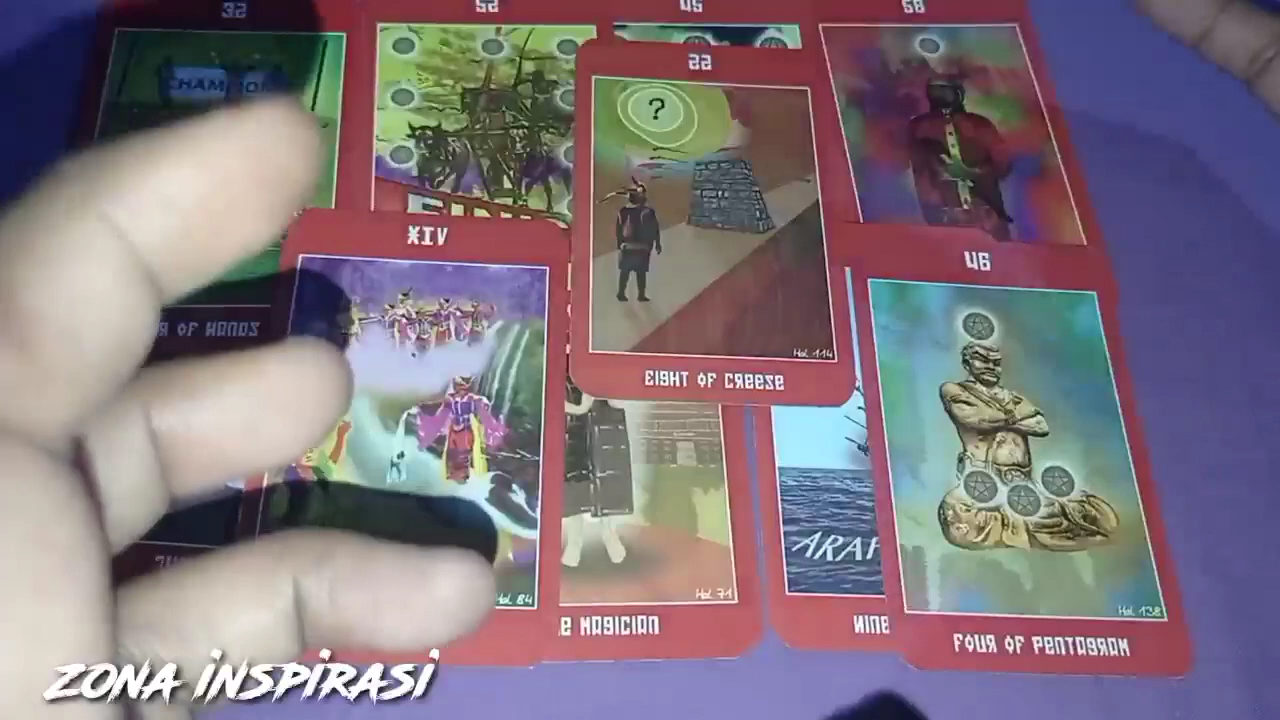 32
52
45
58
CHAMPION
22
?
XIV
46
Hal 114
EIGHT OF CREESE
OF WANDS
ARAF
Hal 84
Hal 71
Hal 138
E MAGICIAN
NINE
FOUR OF PENTAGRAM
ZONA INSPIRASI